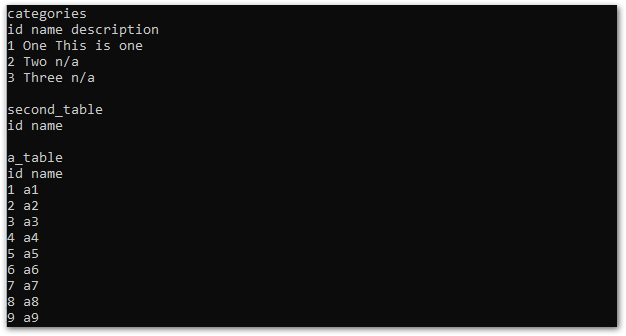 categories
id name description
1 One This is one
2 Two n/a
3 Three n/a
second_table
id name
a_table
id name
1 a1
2 a2
3 a3
4 a4
5 a5
6 a6
7 a7
8 a8
9 a9